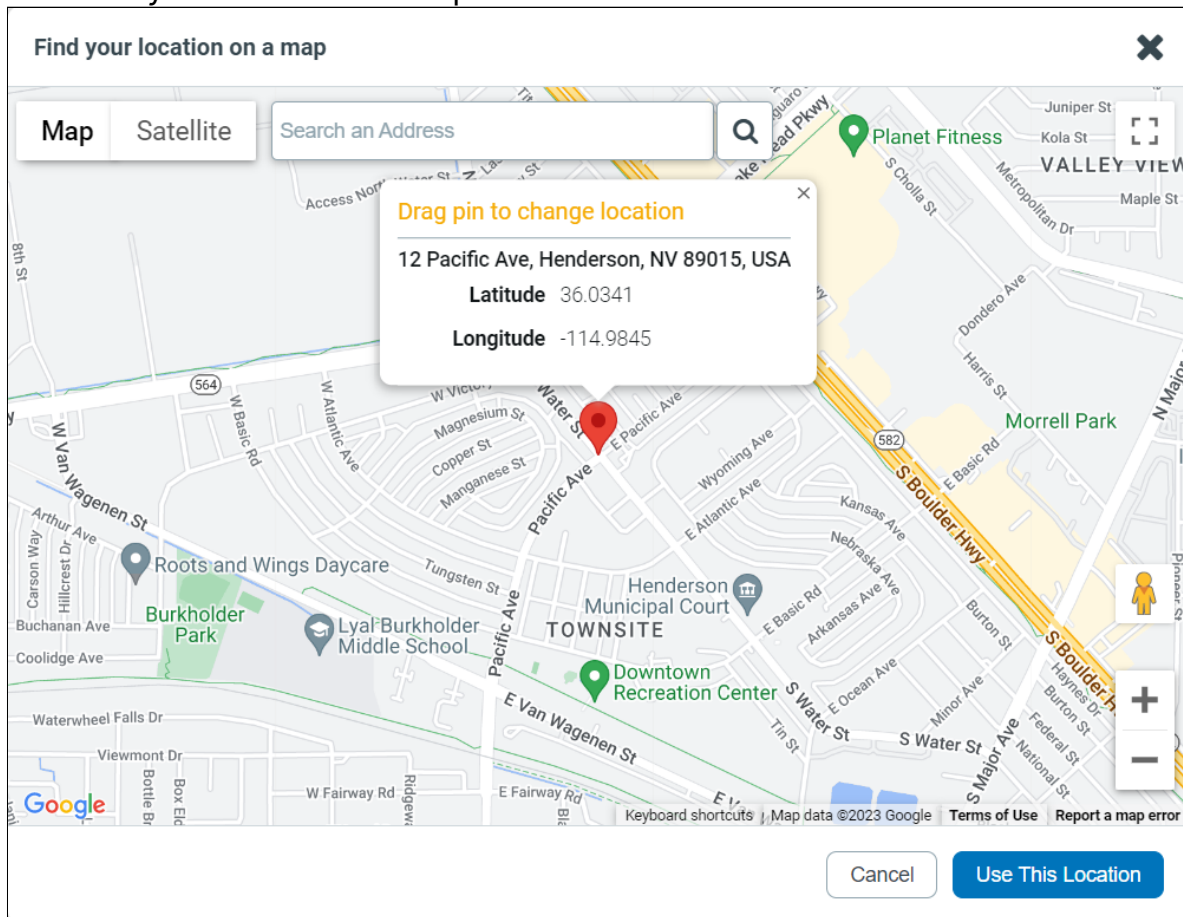 Find your location on a map
Map
Satellite
Search an Address
Drag pin to change location
12 Pacific Ave, Henderson, NV 89015, USA
Latitude 36.0341
Longitude -114.9845
Planet Fitness
Juniper St
Kola St
VALLEY VIEW
Maple St
Metropolitan Dr
S Cholla St
Access Nor
8th St
Dondero Ave
Harris St
Morrell Park
N Major
564
W Basic Rd
W Atlantic Ave
W Victo
Water St
Magnesium St
Copper St
Manganese St
E Pacific Ave
Pacific Ave
Wyoming Ave
E Atlantic Ave
582
S Boulder Hwy
E Basic Rd
W Van Wagenen St
Arthur Ave
Carson Way
Hillcrest Dr
Roots and Wings Daycare
Tungsten St
Kansas Ave
Nebraska Ave
Henderson
Municipal Court
E Basic Rd
Arkansas Ave
Burton St
Pioneer St
Burkholder
Park
Buchanan Ave
Coolidge Ave
Lyal Burkholder
Middle School
Pacific Ave
TOWNSITE
Downtown
Recreation Center
S Boulder H
Haynes Dr
Burton St
Federal St
National St
E Ocean Ave
Minor Ave
S Water St
S Water St
Tin St
S Major Ave
E Van Wagenen St
Waterwheel Falls Dr
Viewmont Dr
Bottle Br
Box Eld
W Fairway Rd
Ridgew
E Fairway Rd
Google
Keyboard shortcuts
Map data ©2023 Google
Terms of Use
Report a map error
Cancel
Use This Location